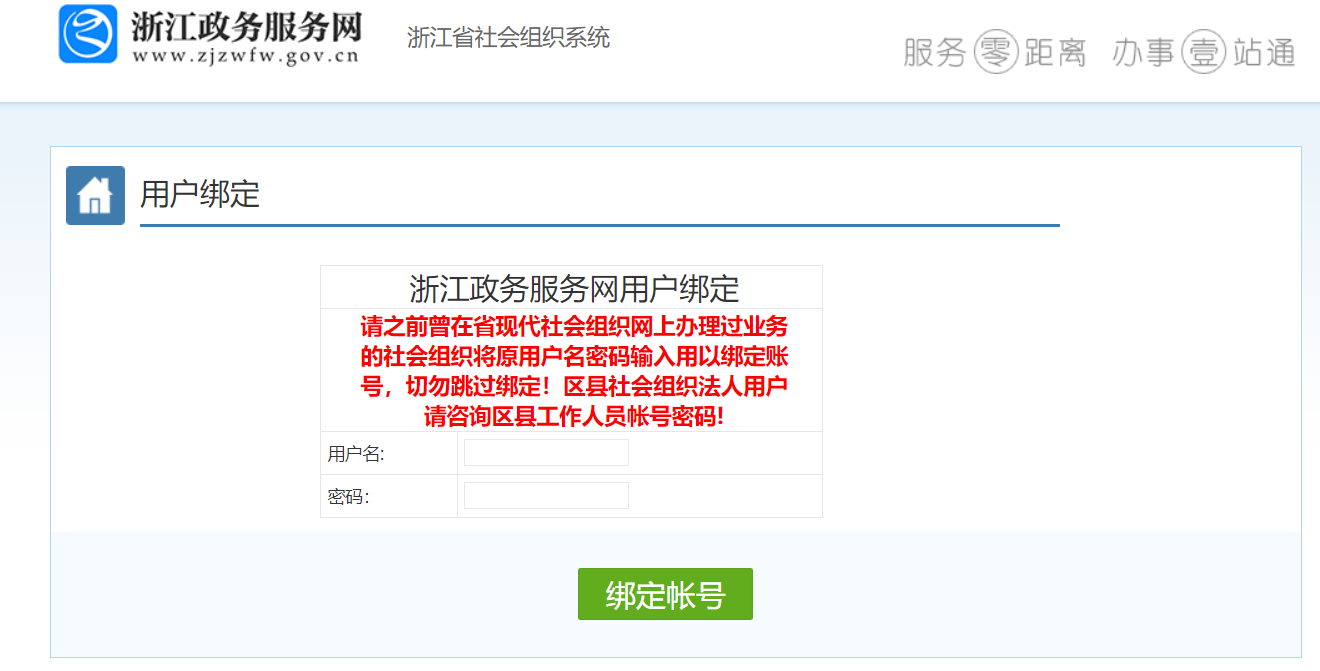 浙江政务服务网
www.zjzwfw.gov.cn
浙江省社会组织系统
服务零距离 办事壹站通
用户绑定
浙江政务服务网用户绑定
请之前曾在省现代社会组织网上办理过业务
的社会组织将原用户名密码输入用以绑定账
号，切勿跳过绑定！区县社会组织法人用户
请咨询区县工作人员帐号密码!
用户名:
密码：
绑定帐号